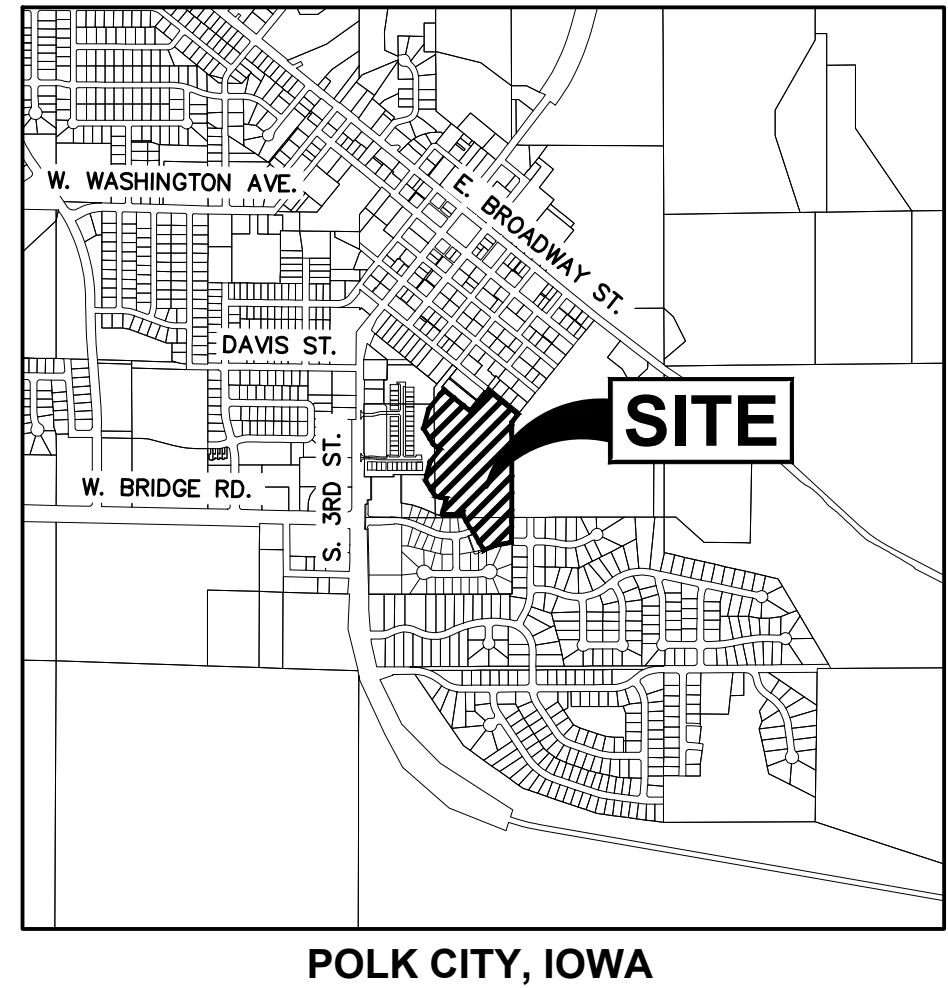 W. WASHINGTON AVE.
E. BROADWAY ST.
DAVIS ST.
SITE
W. BRIDGE RD.
S. 3RD ST.
POLK CITY, IOWA